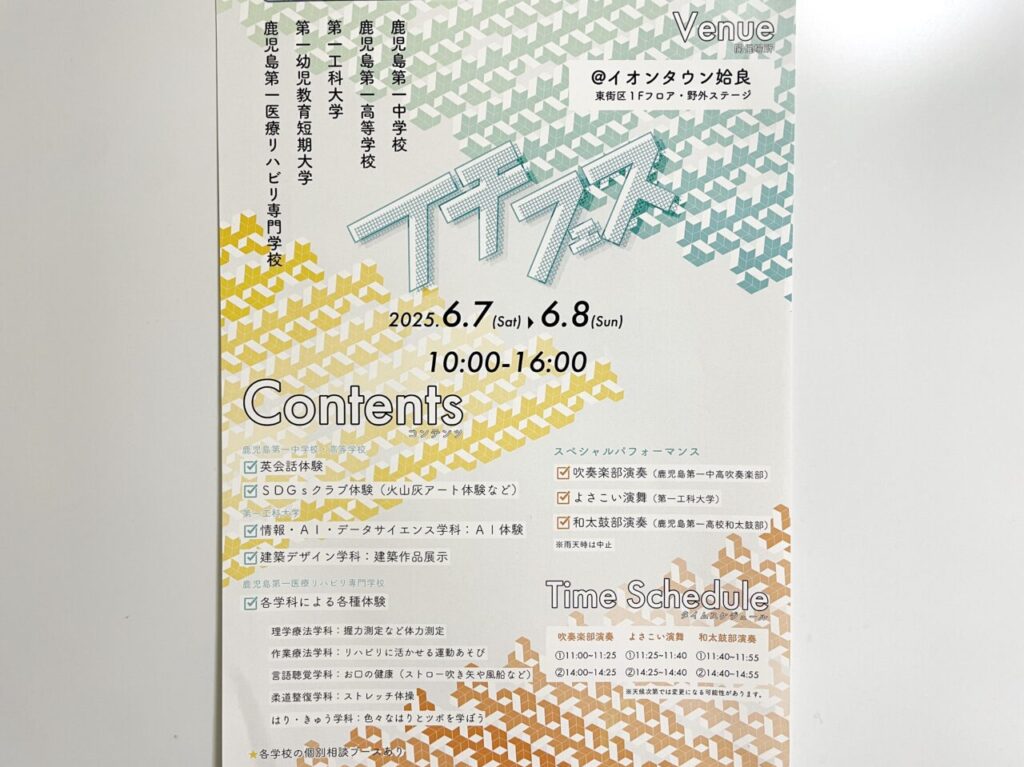 鹿児島第一中学校
鹿児島第一高等学校
第一工科大学
第一幼児教育短期大学
鹿児島第一医療リハビリ専門学校
Venue
開催場所
@イオンタウン姶良
東街区1Fフロア・野外ステージ
イチフェス
2025.6.7(Sat)▶6.8(Sun)
10:00-16:00
Contents
コンテンツ
鹿児島第一中学校・高等学校
英会話体験
SDGsクラブ体験（火山灰アート体験など）
第一工科大学
情報・AI・データサイエンス学科：AI体験
建築デザイン学科：建築作品展示
鹿児島第一医療リハビリ専門学校
各学科による各種体験
理学療法学科：握力測定など体力測定
作業療法学科：リハビリに活かせる運動あそび
言語聴覚学科：お口の健康（ストロー吹き矢や風船など）
柔道整復学科：ストレッチ体操
はり・きゅう学科：色々なはりとツボを学ぼう
★各学校の個別相談ブースあり
スペシャルパフォーマンス
吹奏楽部演奏（鹿児島第一中高吹奏楽部）
よさこい演舞（第一工科大学）
和太鼓部演奏（鹿児島第一高校和太鼓部）
※雨天時は中止
Time Schedule
タイムスケジュール
吹奏楽部演奏 よさこい演舞 和太鼓部演奏
①11:00~11:25 ①11:25~11:40 ①11:40~11:55
②14:00~14:25 ②14:25~14:40 ②14:40~14:55
※天候次第では変更になる可能性があります。